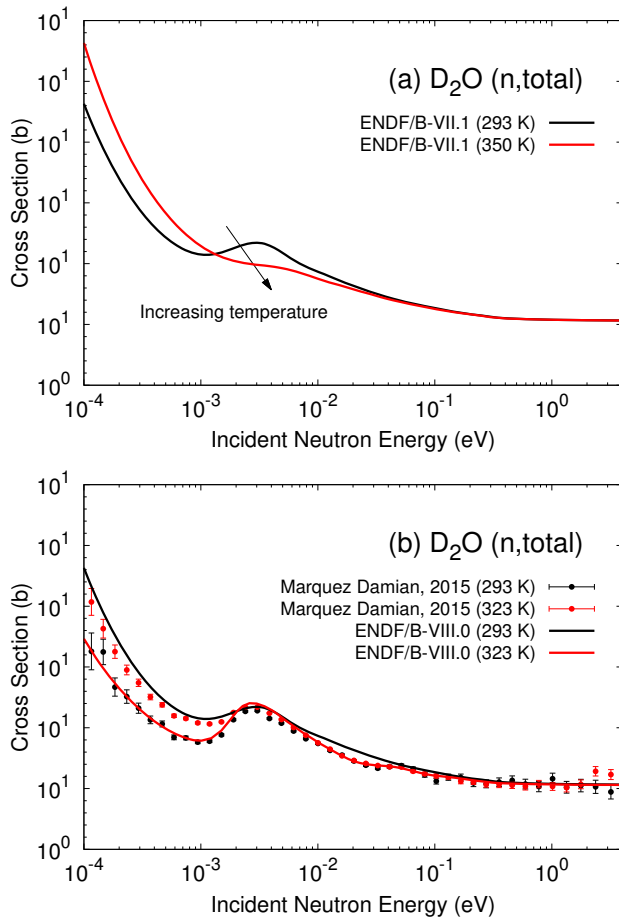 10¹
(a) D₂O (n,total)
10¹
ENDF/B-VII.1 (293 K)
ENDF/B-VII.1 (350 K)
10¹
10¹
10¹
10¹
10⁰
Cross Section (b)
Increasing temperature
10⁻⁴ 10⁻³ 10⁻² 10⁻¹ 10⁰
Incident Neutron Energy (eV)
10¹
(b) D₂O (n,total)
10¹
Marquez Damian, 2015 (293 K)
Marquez Damian, 2015 (323 K)
ENDF/B-VIII.0 (293 K)
ENDF/B-VIII.0 (323 K)
10¹
10¹
10¹
10¹
10⁰
Cross Section (b)
10⁻⁴ 10⁻³ 10⁻² 10⁻¹ 10⁰
Incident Neutron Energy (eV)